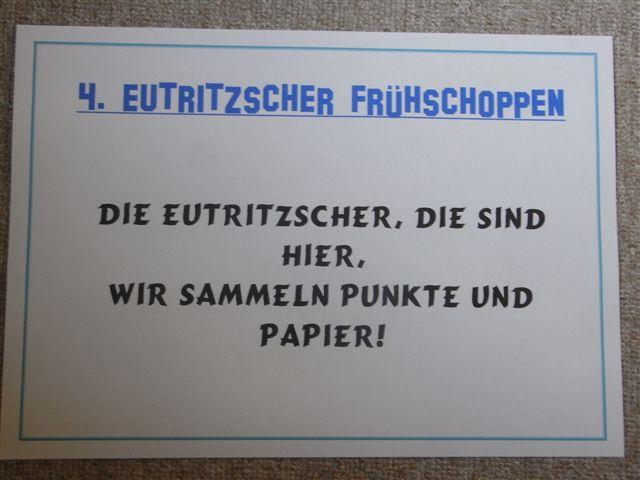 4. EUTRITZSCHER FRÜHSCHOPPEN
DIE EUTRITZSCHER, DIE SIND
HIER,
WIR SAMMELN PUNKTE UND
PAPIER!